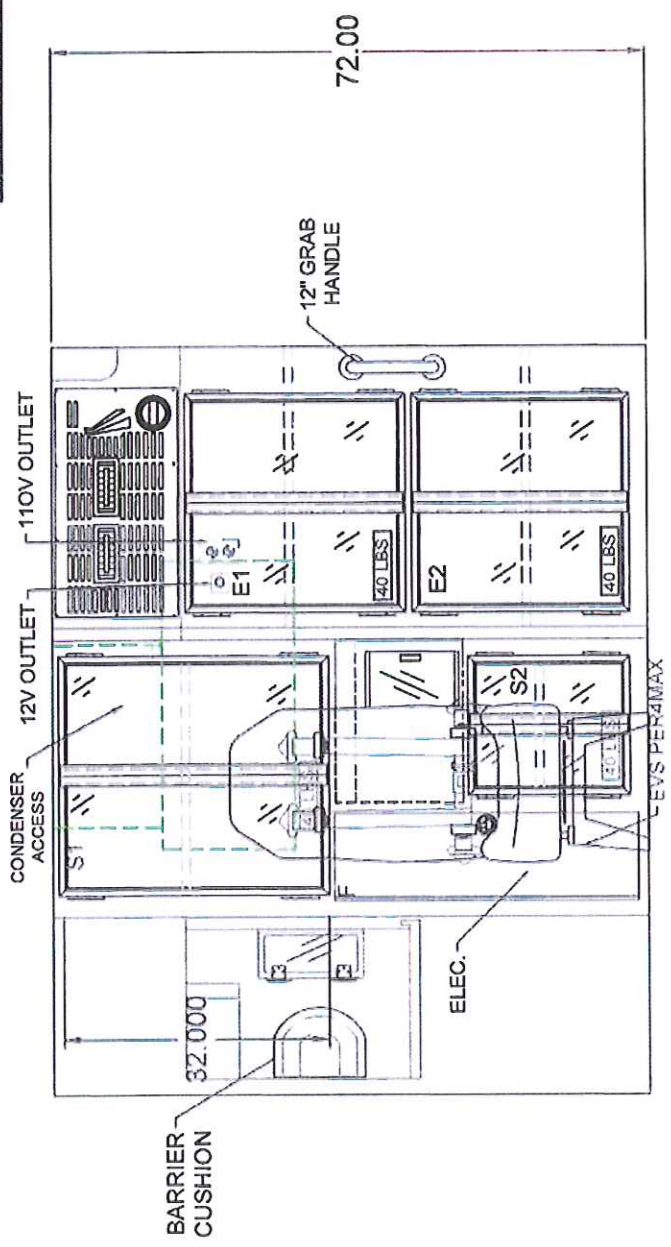 CONDENSER
ACCESS
12V OUTLET
110V OUTLET
12" GRAB
HANDLE
72.00
S1
E1
40 LBS
E2
40 LBS
S2
40 LBS
F
32.000
BARRIER
CUSHION
ELEC.
EVS PER4MAX